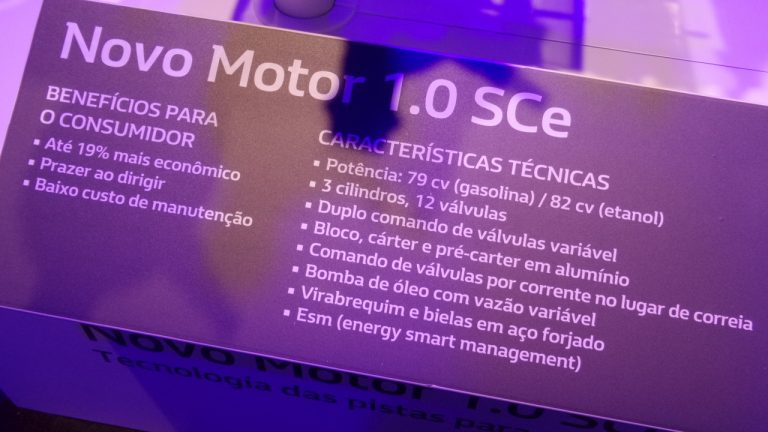 Novo Motor 1.0 SCe
BENEFÍCIOS PARA
O CONSUMIDOR
▪ Até 19% mais econômico
▪ Prazer ao dirigir
▪ Baixo custo de manutenção
CARACTERÍSTICAS TÉCNICAS
▪ Potência: 79 cv (gasolina) / 82 cv (etanol)
▪ 3 cilindros, 12 válvulas
▪ Duplo comando de válvulas variável
▪ Bloco, cárter e pré-carter em alumínio
▪ Comando de válvulas por corrente no lugar de correia
▪ Bomba de óleo com vazão variável
▪ Virabrequim e bielas em aço forjado
▪ Esm (energy smart management)
Novo Motor 1.0 SCe
Tecnologia das pistas para